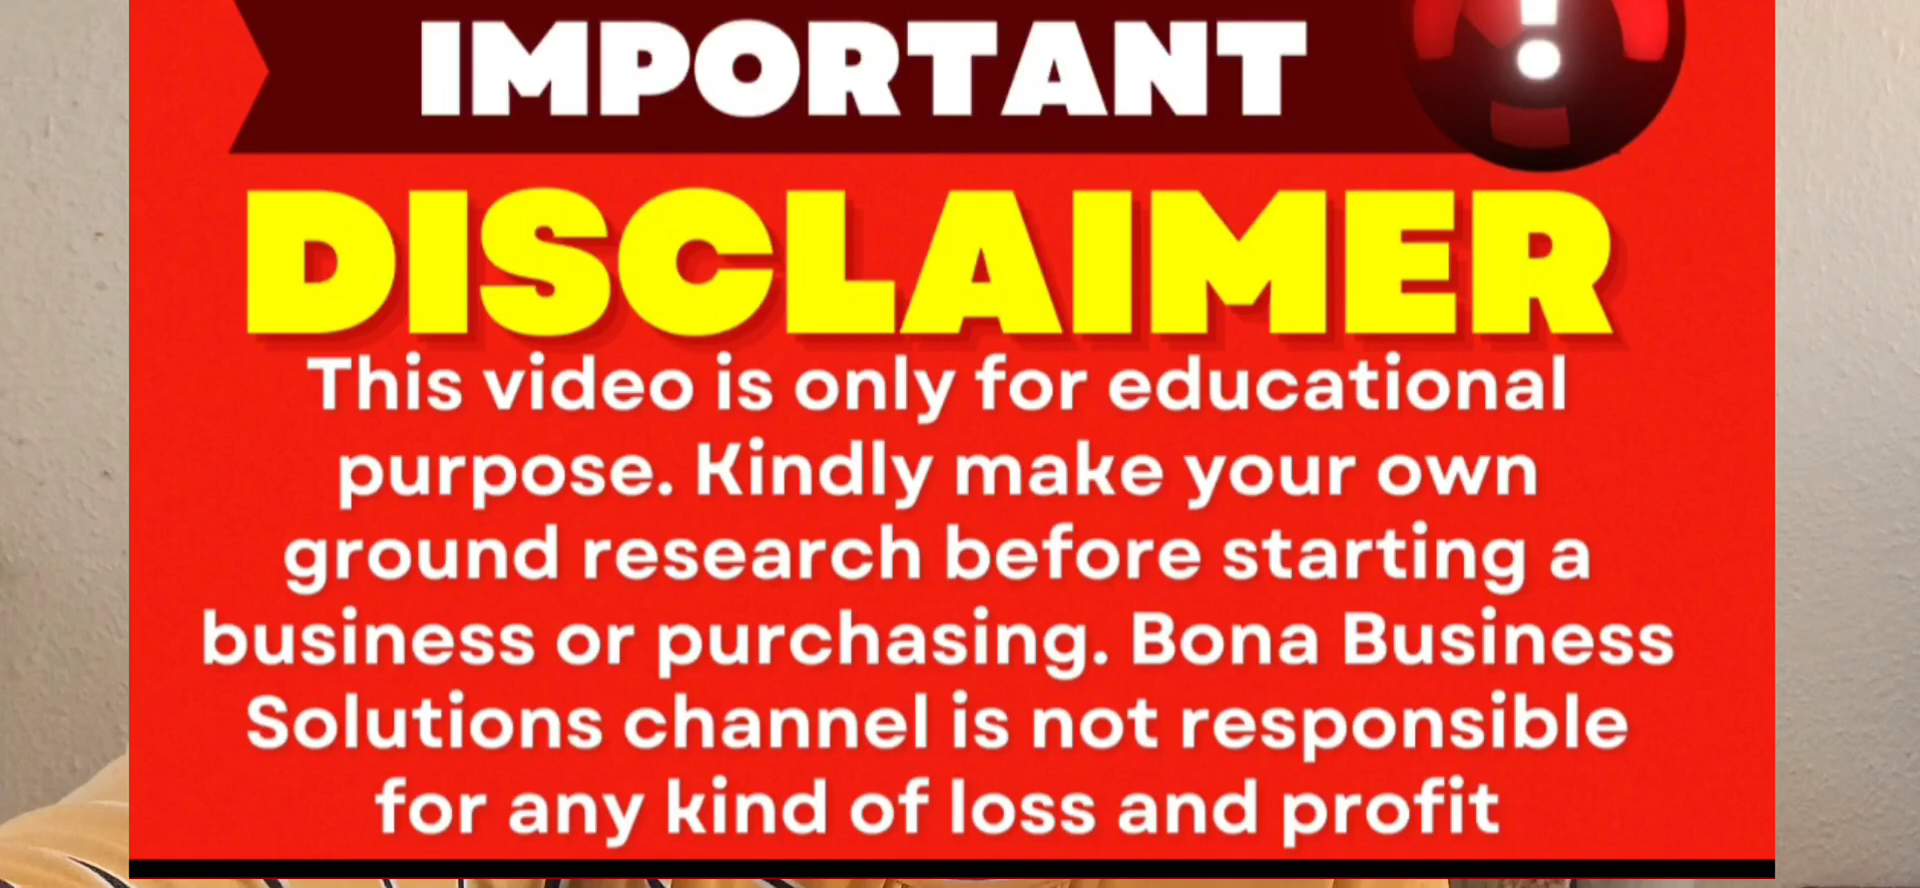 IMPORTANT
DISCLAIMER
This video is only for educational
purpose. Kindly make your own
ground research before starting a
business or purchasing. Bona Business
Solutions channel is not responsible
for any kind of loss and profit